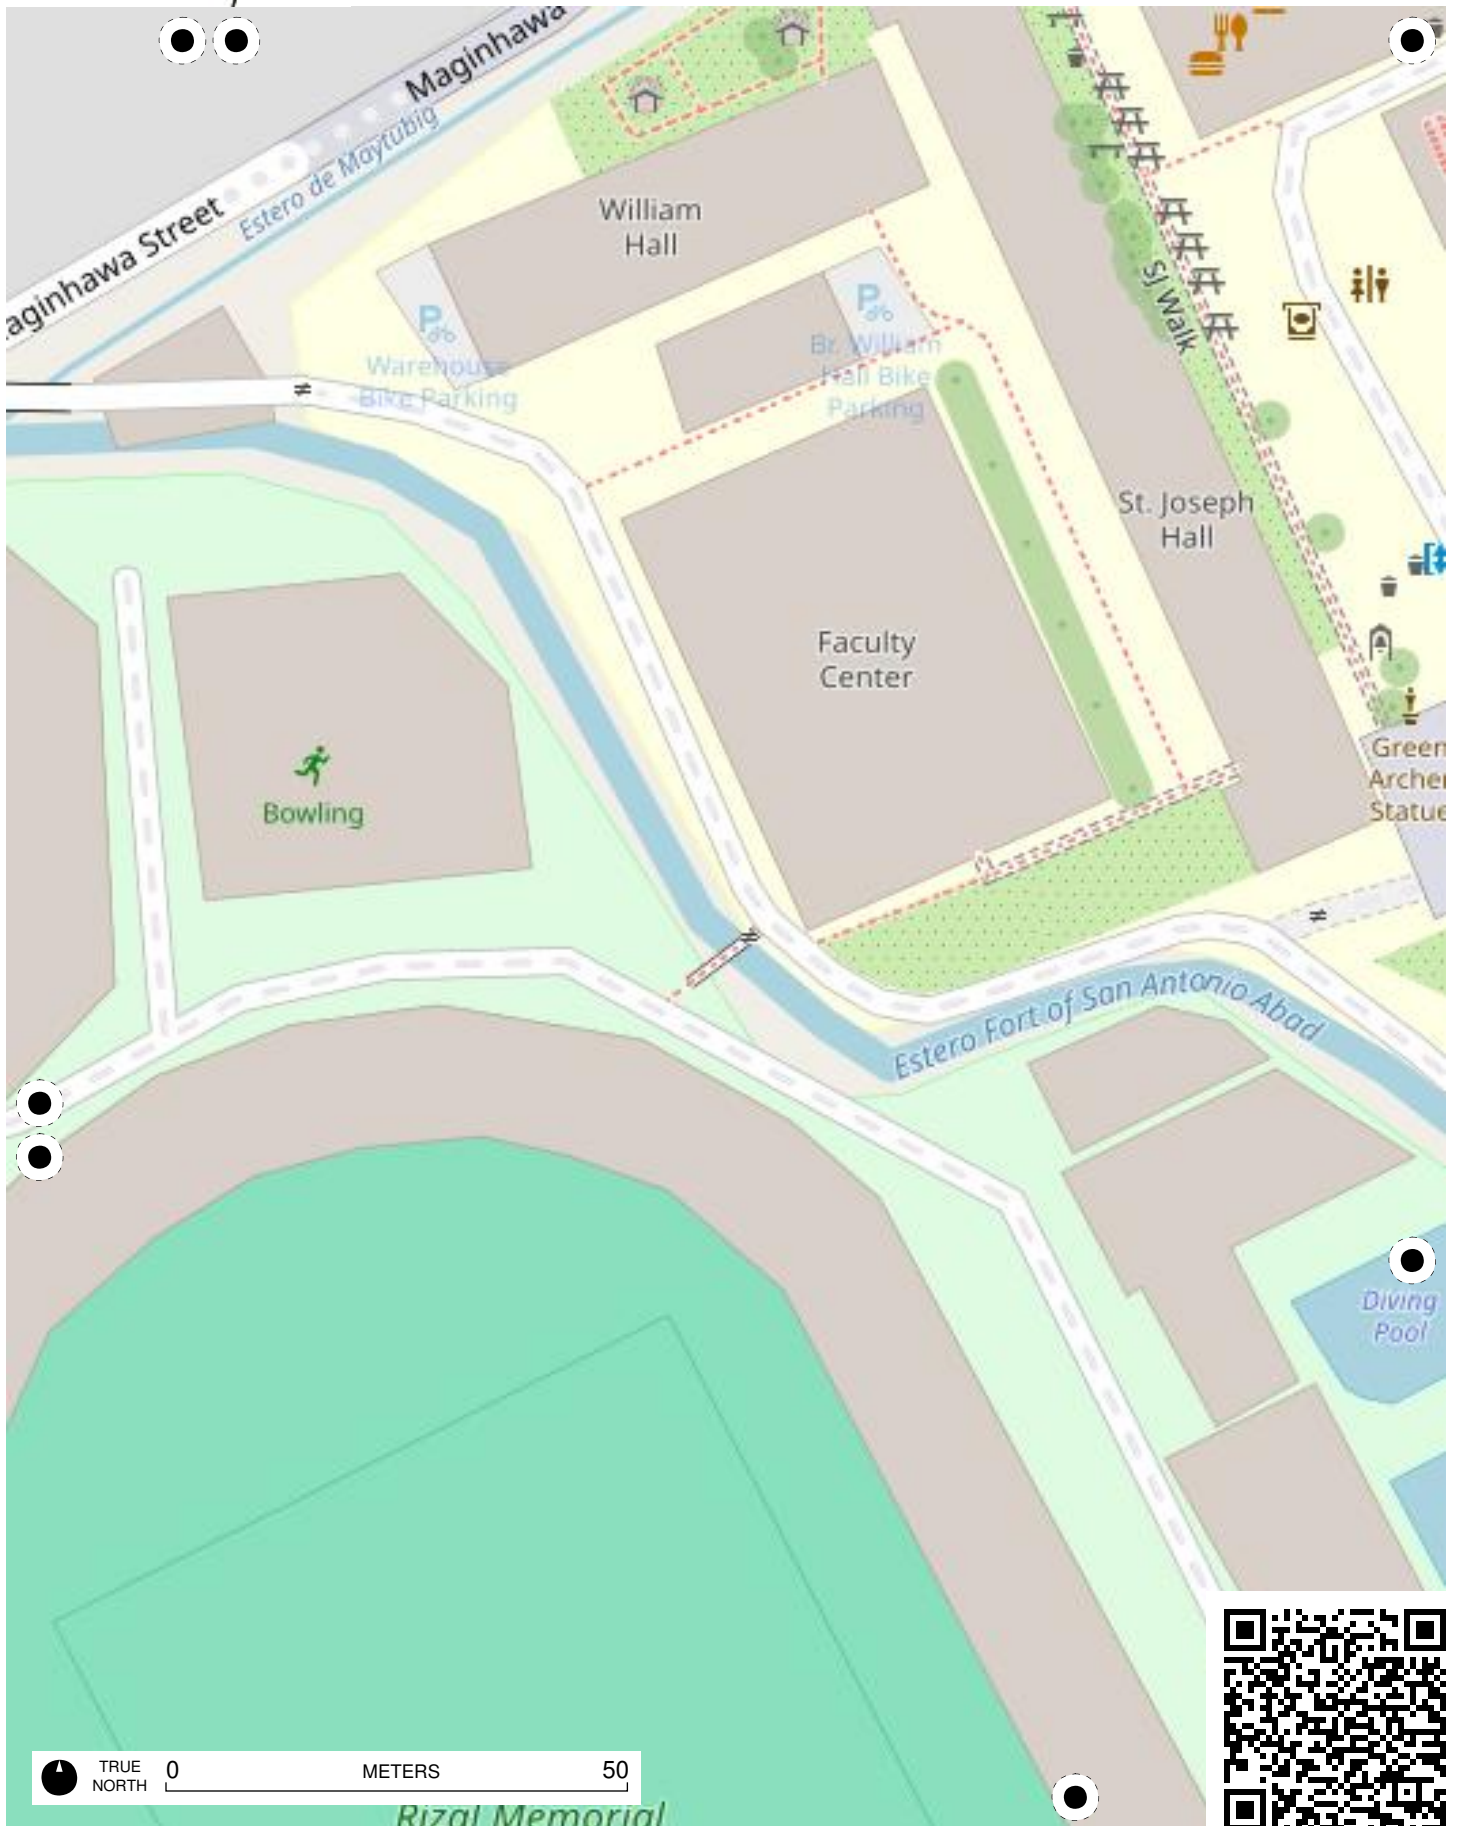 Maginhawa
Estero de Maytubig
aginhawa Street
William
Hall
P
Warehouse
Bike Parking
P
Br. William
Hall Bike
Parking
SJ Walk
St. Joseph
Hall
Faculty
Center
Bowling
Green
Archer
Statue
Estero Fort of San Antonio Abad
Diving
Pool
TRUE
NORTH
0
METERS
50
Rizal Memorial